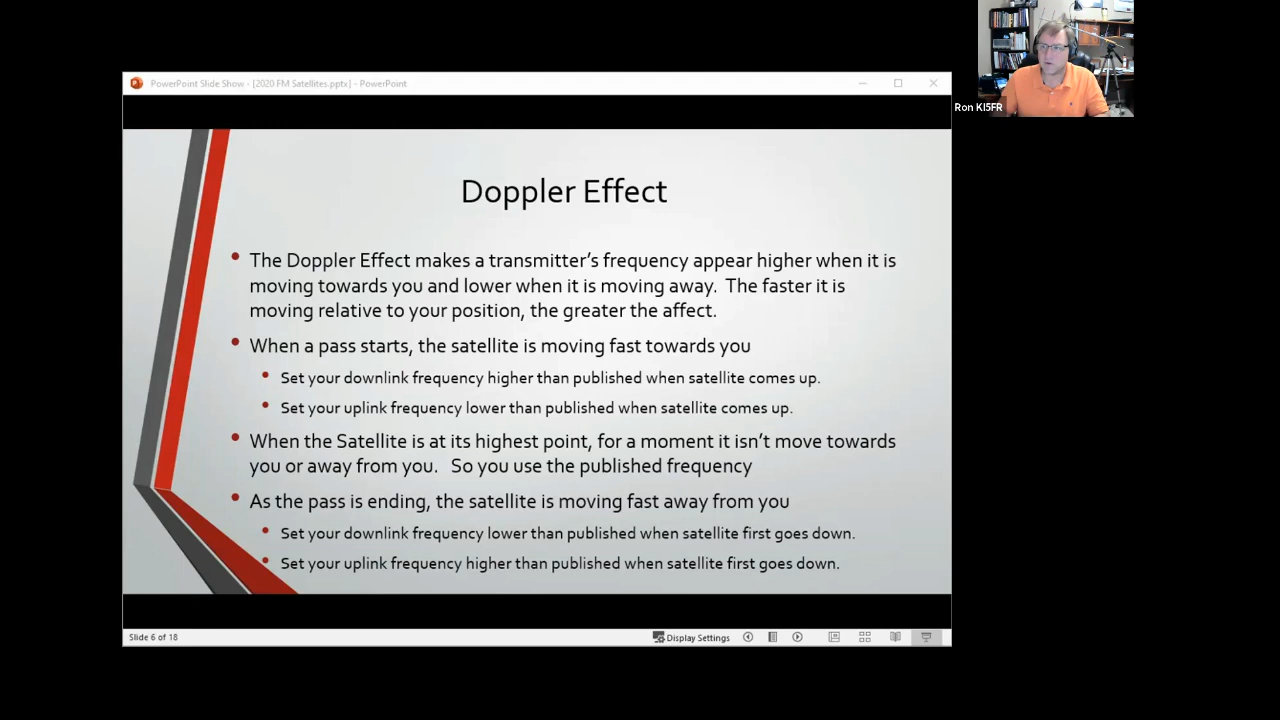 PowerPoint Slide Show - [2020 FM Satellites.pptx] - PowerPoint
Ron KI5FR
Doppler Effect
The Doppler Effect makes a transmitter's frequency appear higher when it is
moving towards you and lower when it is moving away.  The faster it is
moving relative to your position, the greater the affect.
When a pass starts, the satellite is moving fast towards you
Set your downlink frequency higher than published when satellite comes up.
Set your uplink frequency lower than published when satellite comes up.
When the Satellite is at its highest point, for a moment it isn't move towards
you or away from you.   So you use the published frequency
As the pass is ending, the satellite is moving fast away from you
Set your downlink frequency lower than published when satellite first goes down.
Set your uplink frequency higher than published when satellite first goes down.
Slide 6 of 18
Display Settings